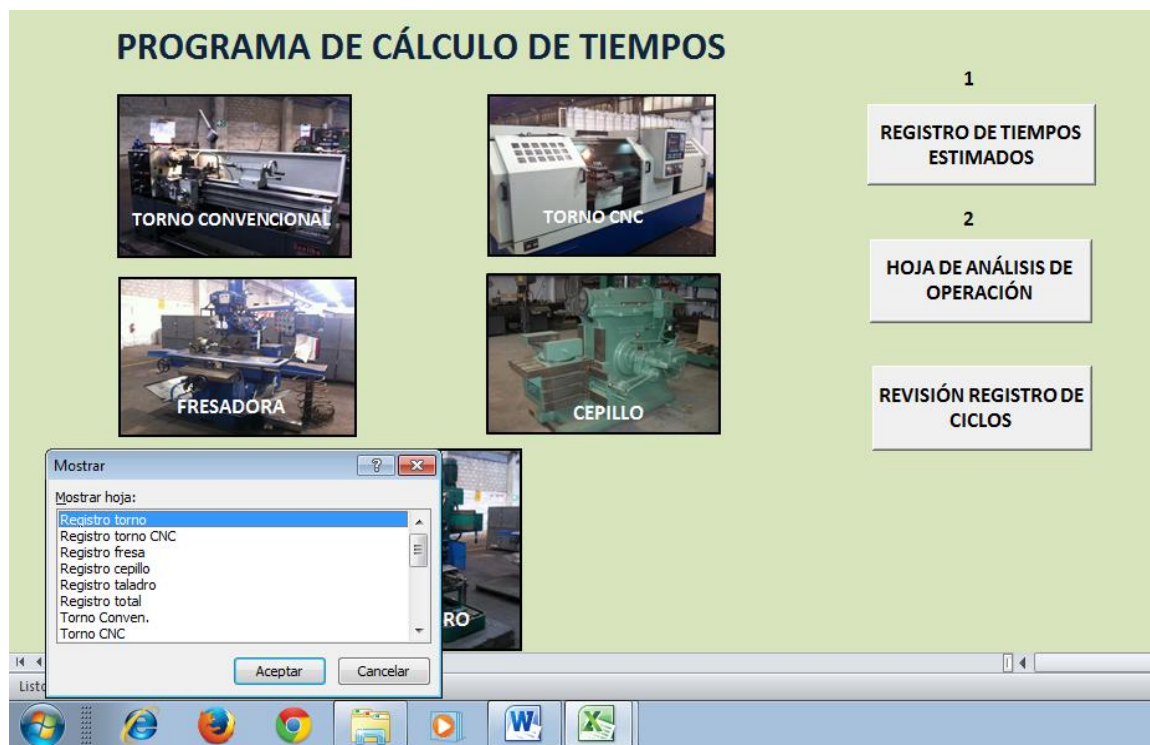 PROGRAMA DE CÁLCULO DE TIEMPOS
TORNO CONVENCIONAL
TORNO CNC
FRESADORA
CEPILLO
RO
1
REGISTRO DE TIEMPOS
ESTIMADOS
2
HOJA DE ANÁLISIS DE
OPERACIÓN
REVISIÓN REGISTRO DE
CICLOS
Mostrar
Mostrar hoja:
Registro torno
Registro torno CNC
Registro fresa
Registro cepillo
Registro taladro
Registro total
Torno Conven.
Torno CNC
Aceptar
Cancelar